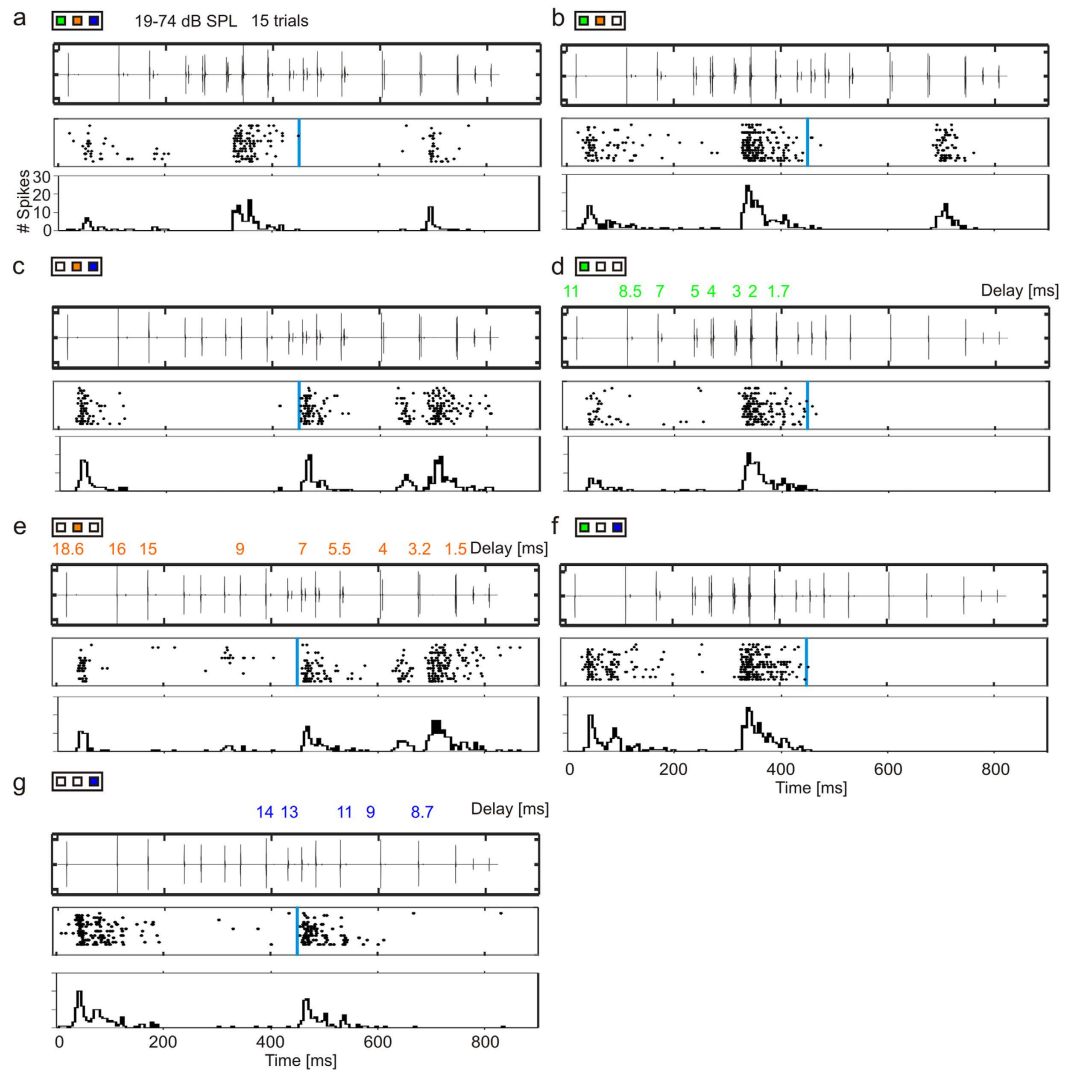 a 19-74 dB SPL 15 trials
b
# Spikes
30
20
10
0
c
d
11 8.5 7 5 4 3 2 1.7 Delay [ms]
e
18.6 16 15 9 7 5.5 4 3.2 1.5 Delay [ms]
f
0 200 400 600 800
Time [ms]
g
14 13 11 9 8.7 Delay [ms]
0 200 400 600 800
Time [ms]